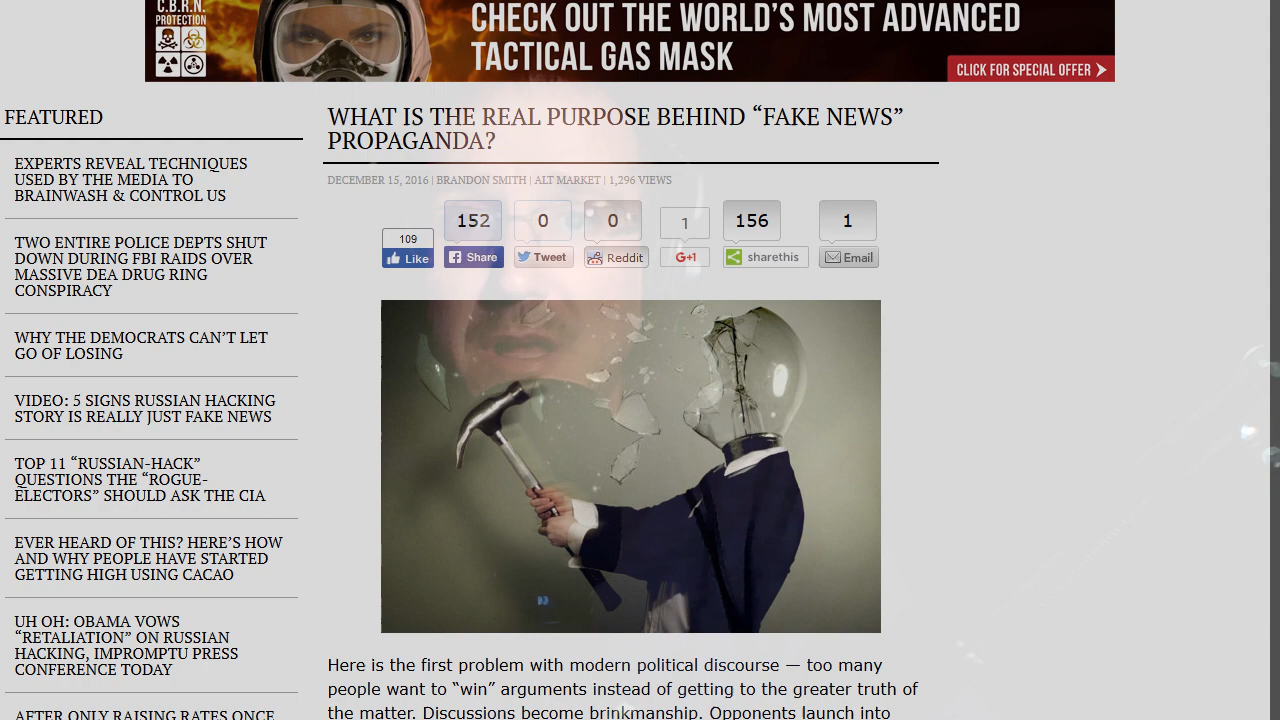 C.B.R.N.
PROTECTION
CHECK OUT THE WORLD'S MOST ADVANCED
TACTICAL GAS MASK
CLICK FOR SPECIAL OFFER
FEATURED
EXPERTS REVEAL TECHNIQUES
USED BY THE MEDIA TO
BRAINWASH & CONTROL US
TWO ENTIRE POLICE DEPTS SHUT
DOWN DURING FBI RAIDS OVER
MASSIVE DEA DRUG RING
CONSPIRACY
WHY THE DEMOCRATS CAN'T LET
GO OF LOSING
VIDEO: 5 SIGNS RUSSIAN HACKING
STORY IS REALLY JUST FAKE NEWS
TOP 11 “RUSSIAN-HACK”
QUESTIONS THE “ROGUE-
ELECTORS” SHOULD ASK THE CIA
EVER HEARD OF THIS? HERE'S HOW
AND WHY PEOPLE HAVE STARTED
GETTING HIGH USING CACAO
UH OH: OBAMA VOWS
“RETALIATION” ON RUSSIAN
HACKING, IMPROMPTU PRESS
CONFERENCE TODAY
AFTER ONLY RAISING RATES ONCE
WHAT IS THE REAL PURPOSE BEHIND “FAKE NEWS”
PROPAGANDA?
DECEMBER 15, 2016 | BRANDON SMITH | ALT MARKET | 1,296 VIEWS
109 152 0 0 1 156 1
Like Share Tweet Reddit G+1 sharethis Email
Here is the first problem with modern political discourse — too many
people want to “win” arguments instead of getting to the greater truth of
the matter. Discussions become brinkmanship. Opponents launch into